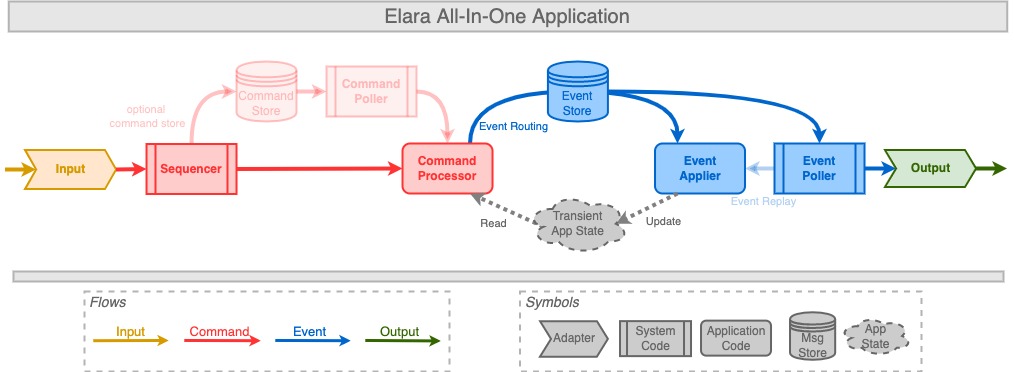 Elara All-In-One Application
optional
command store
Command
Store
Command
Poller
Event
Store
Event Routing
Input
Sequencer
Command
Processor
Event
Applier
Event
Poller
Output
Event Replay
Read
Transient
App State
Update
Flows
Input
Command
Event
Output
Symbols
Adapter
System
Code
Application
Code
Msg
Store
App
State